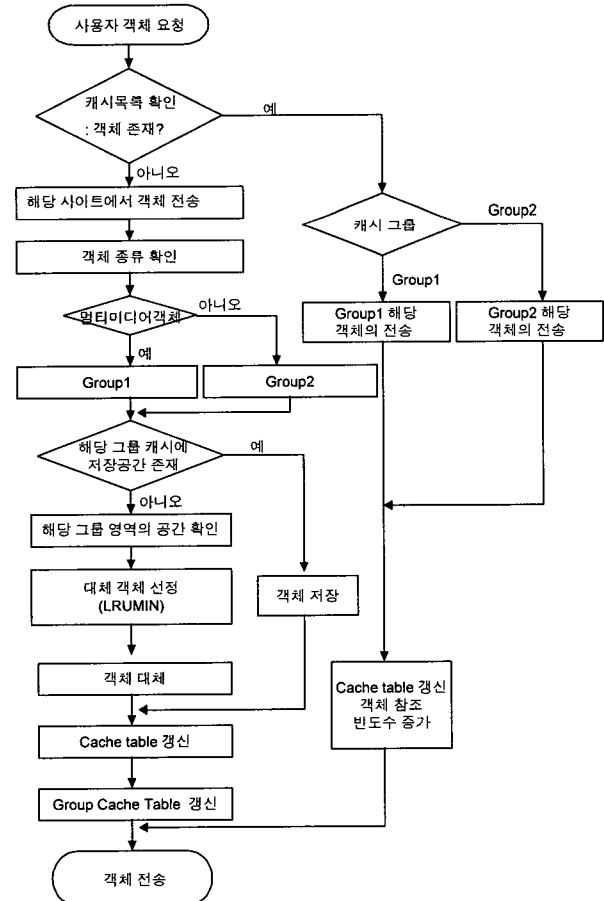 사용자 객체 요청
캐시목록 확인
: 객체 존재?
예
아니오
해당 사이트에서 객체 전송
캐시 그룹
Group2
객체 종류 확인
Group1
멀티미디어객체
아니오
Group1 해당
객체의 전송
Group2 해당
객체의 전송
예
Group1
Group2
해당 그룹 캐시에
저장공간 존재
예
아니오
해당 그룹 영역의 공간 확인
대체 객체 선정
(LRUMIN)
객체 저장
객체 대체
Cache table 갱신
객체 참조
빈도수 증가
Cache table 갱신
Group Cache Table 갱신
객체 전송